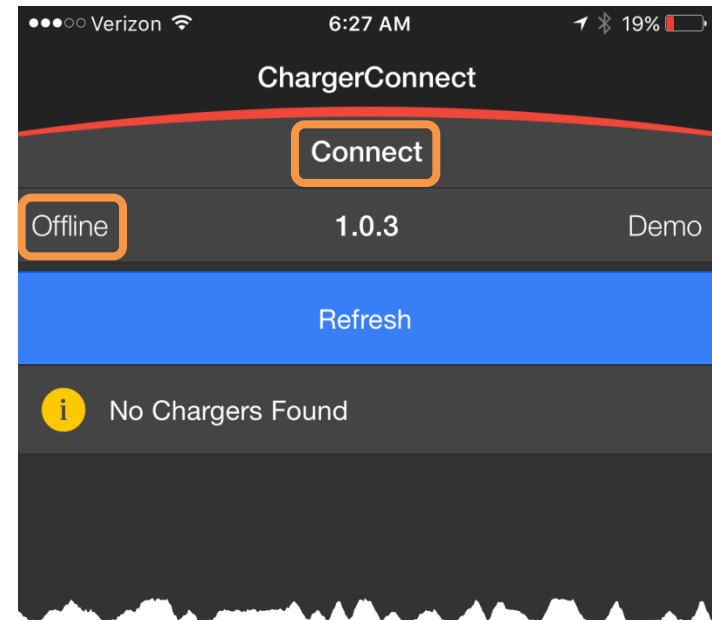 Verizon 6:27 AM 19%
ChargerConnect
Connect
Offline 1.0.3 Demo
Refresh
i No Chargers Found